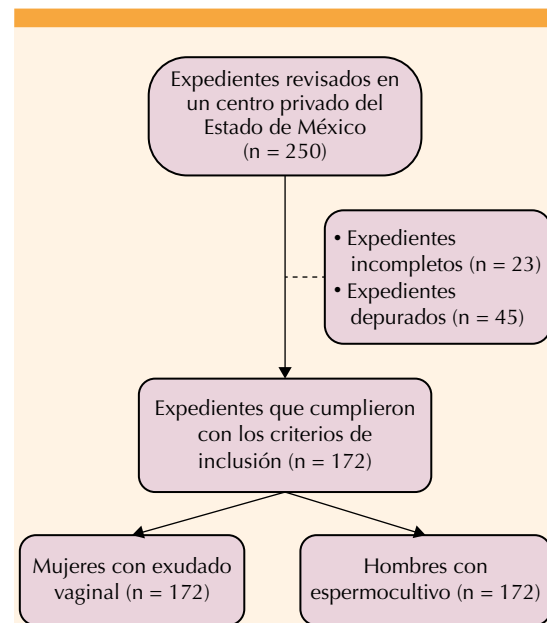 Expedientes revisados en
un centro privado del
Estado de México
(n = 250)
• Expedientes
incompletos (n = 23)
• Expedientes
depurados (n = 45)
Expedientes que cumplieron
con los criterios de
inclusión (n = 172)
Mujeres con exudado
vaginal (n = 172)
Hombres con
espermocultivo (n = 172)